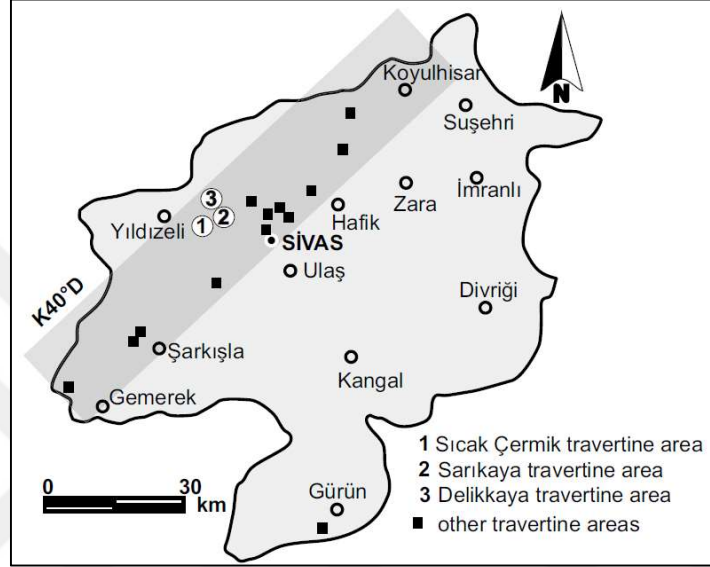 Koyulhisar
N
Suşehri
İmranlı
Zara
3
2
1
Yıldızeli
Hafik
SİVAS
Ulaş
K40°D
Divriği
Şarkışla
Kangal
Gemerek
1 Sıcak Çermik travertine area
2 Sarıkaya travertine area
3 Delikkaya travertine area
other travertine areas
0 30
km
Gürün